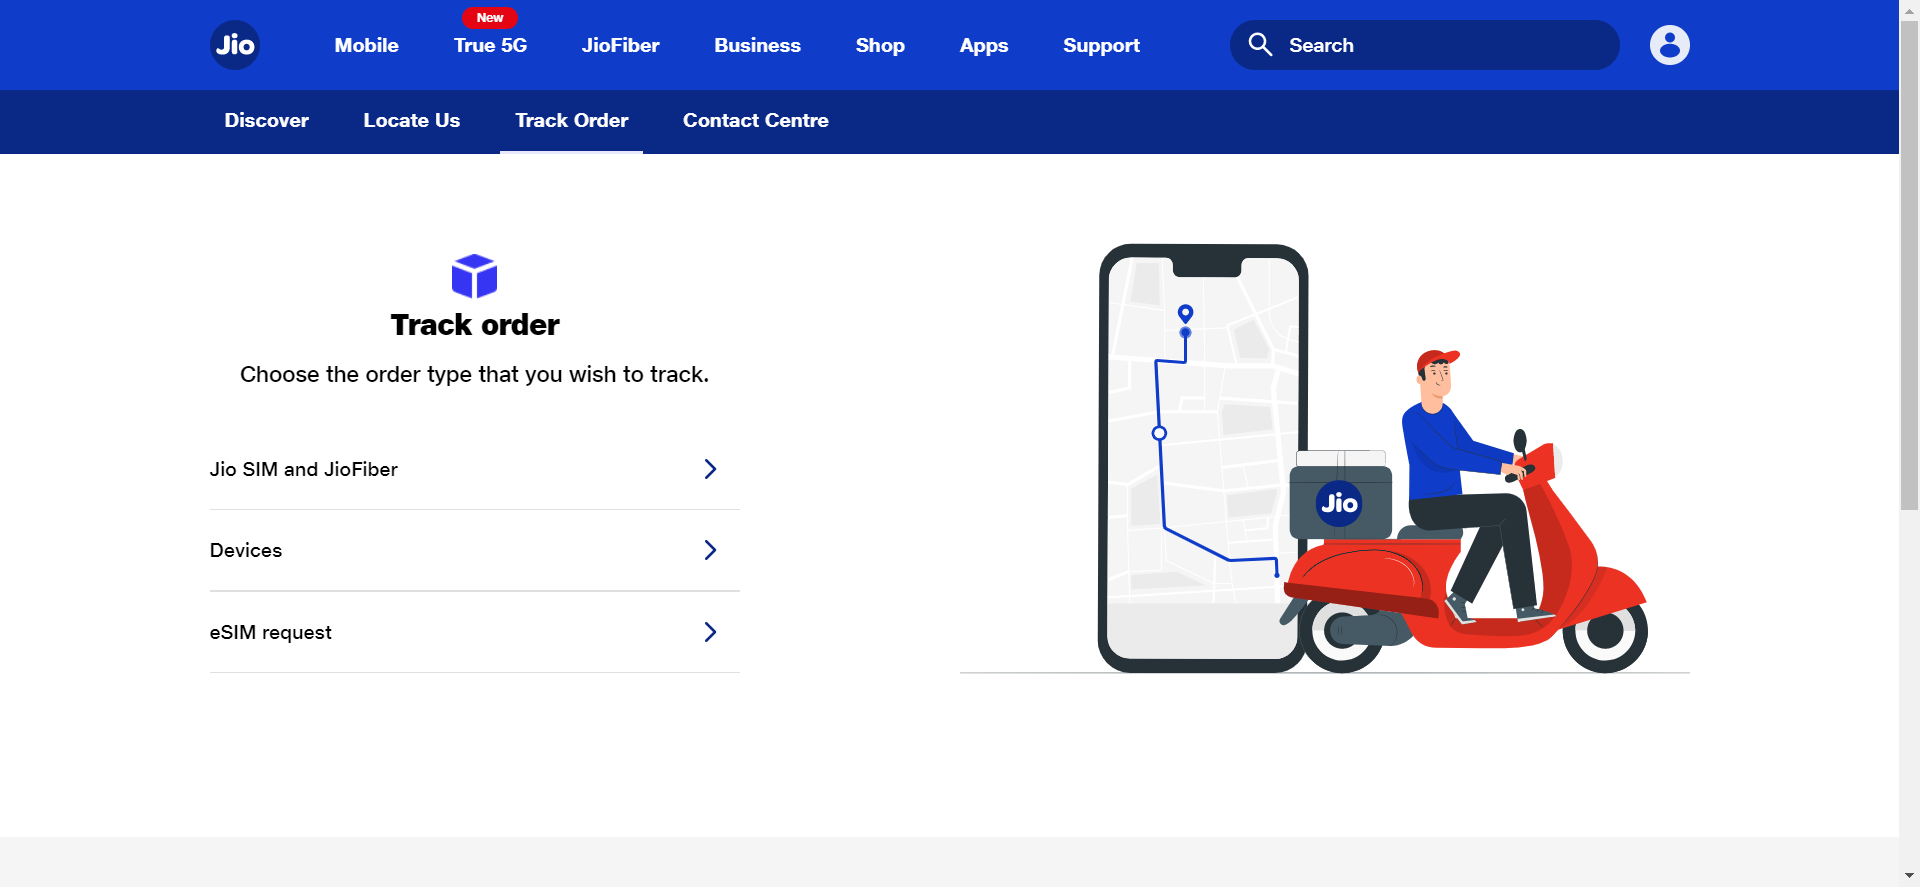 Jio
Mobile
New
True 5G
JioFiber
Business
Shop
Apps
Support
Search
Discover
Locate Us
Track Order
Contact Centre
Track order
Choose the order type that you wish to track.
Jio SIM and JioFiber
Devices
eSIM request
Jio